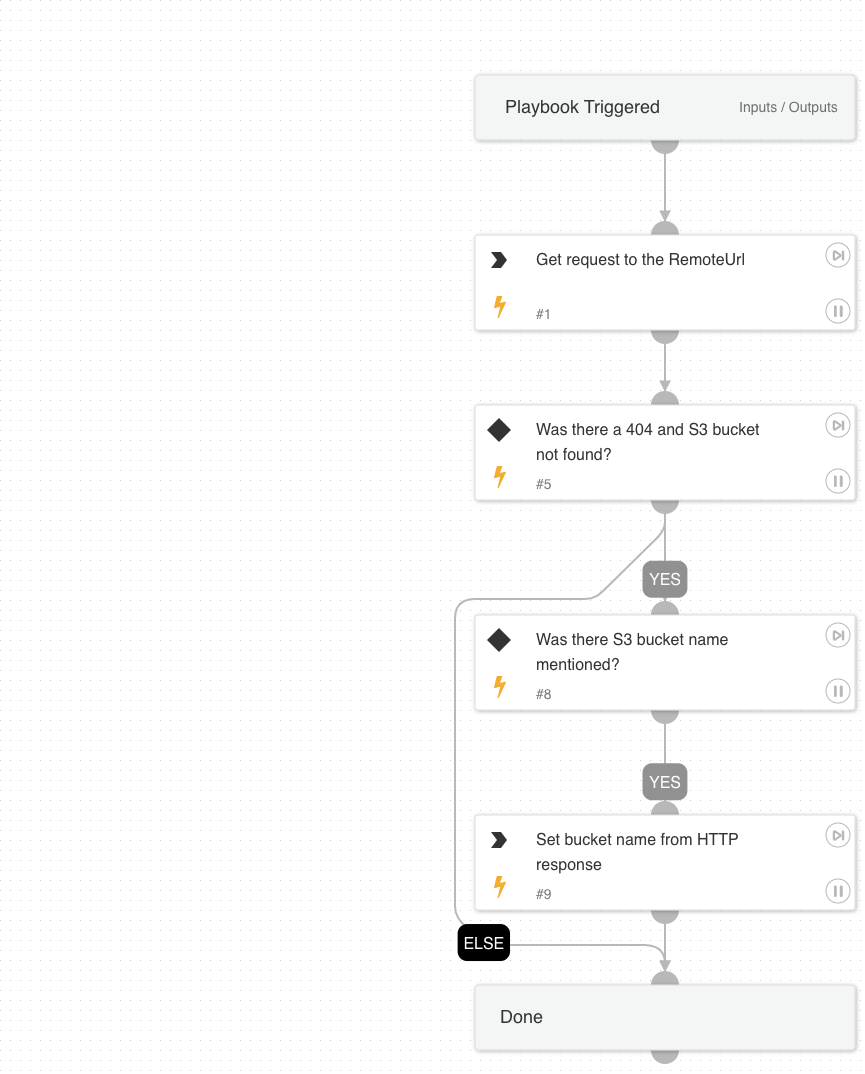 Playbook Triggered
Inputs / Outputs
Get request to the RemoteUrl
#1
Was there a 404 and S3 bucket
not found?
#5
YES
Was there S3 bucket name
mentioned?
#8
YES
Set bucket name from HTTP
response
#9
ELSE
Done